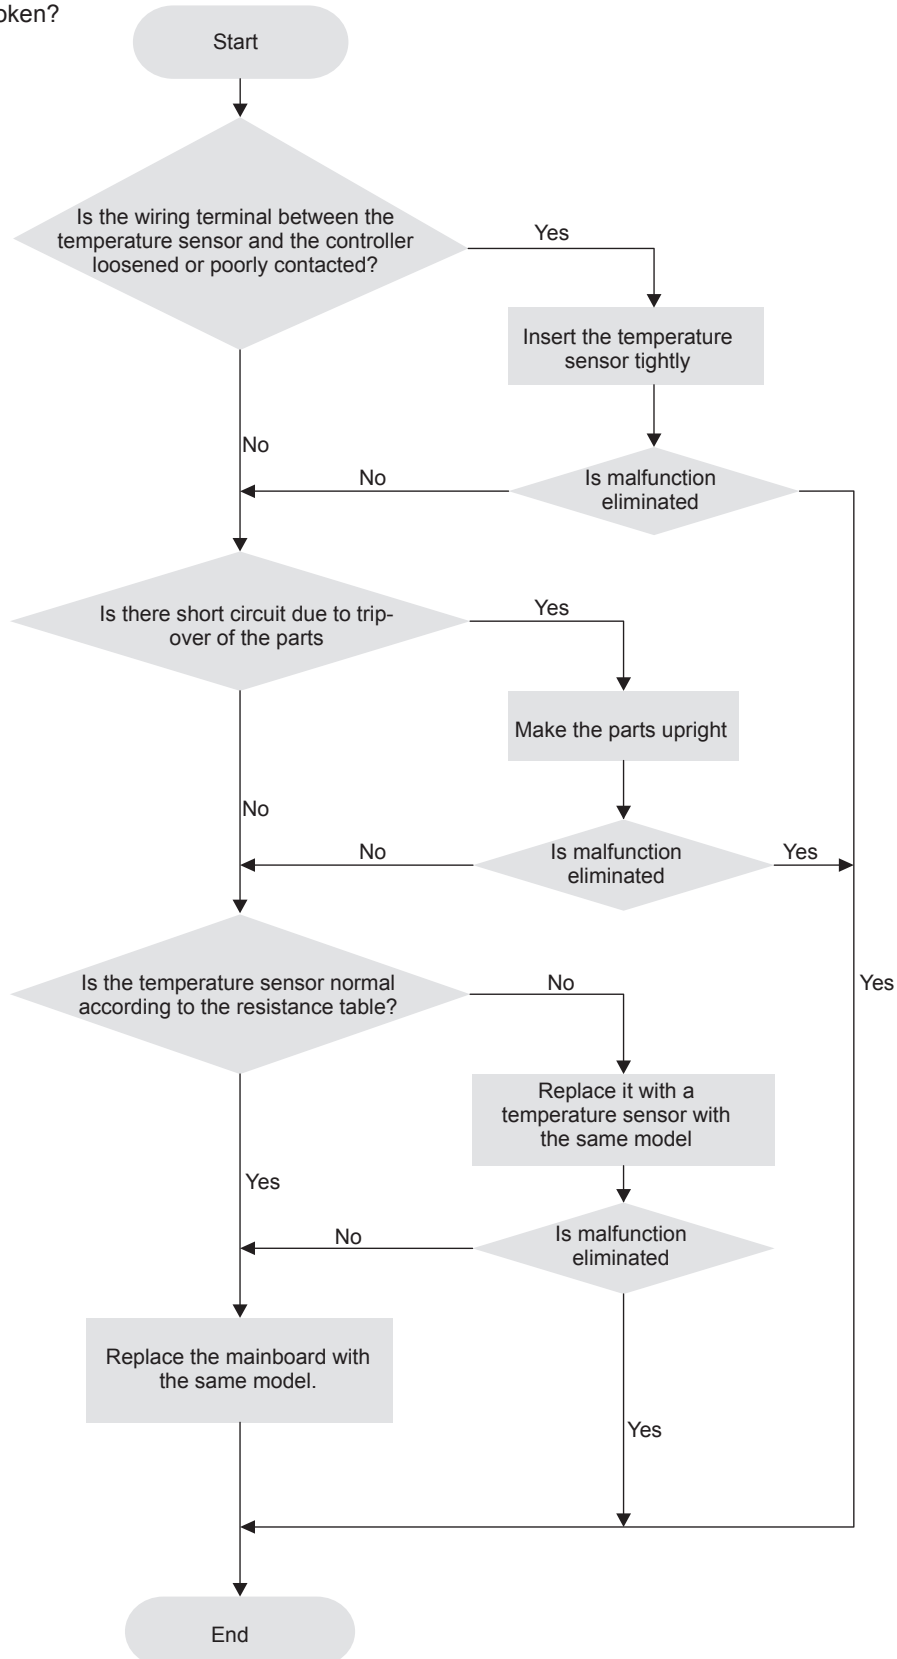 oken?
Start
Is the wiring terminal between the
temperature sensor and the controller
loosened or poorly contacted?
Yes
Insert the temperature
sensor tightly
No
No
Is malfunction
eliminated
Is there short circuit due to trip-
over of the parts
Yes
Make the parts upright
No
No
Is malfunction
eliminated
Yes
Is the temperature sensor normal
according to the resistance table?
No
Yes
Replace it with a
temperature sensor with
the same model
Yes
No
Is malfunction
eliminated
Replace the mainboard with
the same model.
Yes
End